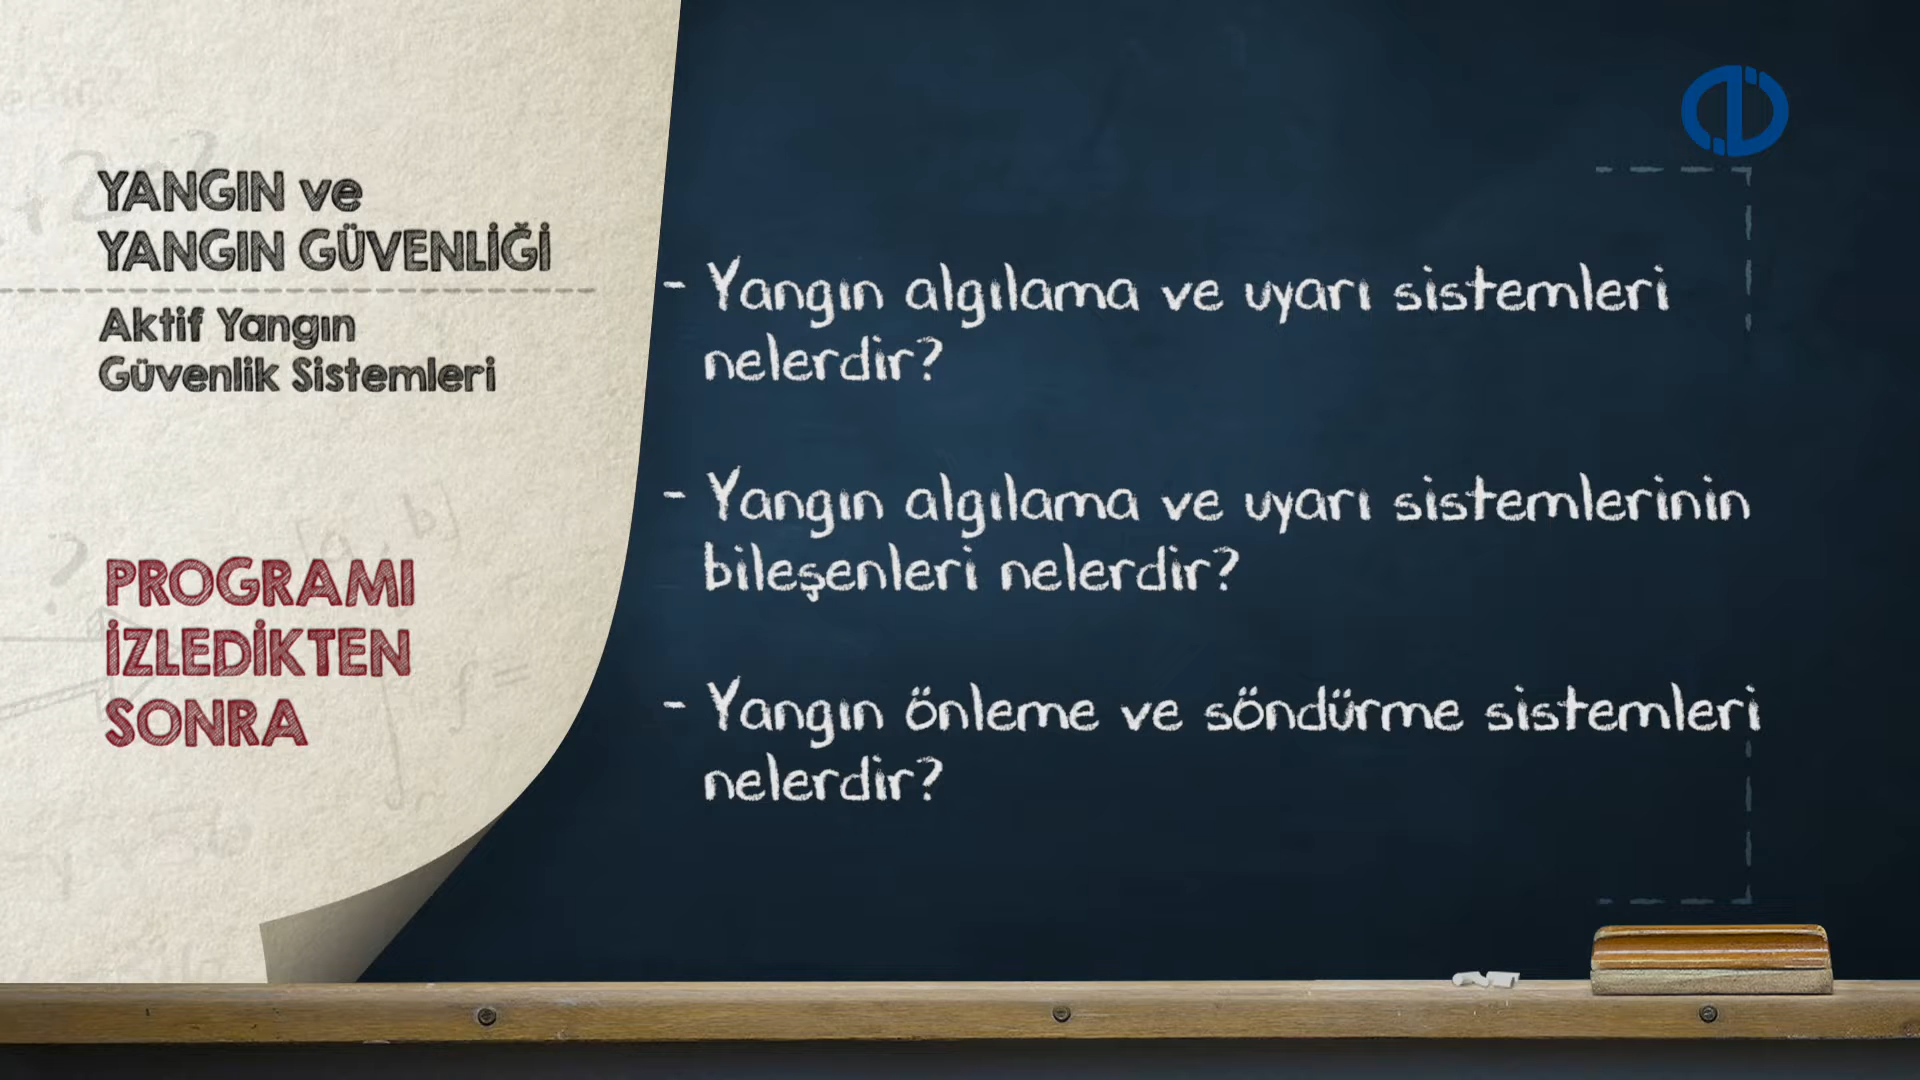 YANGIN ve
YANGIN GÜVENLİĞİ
Aktif Yangın
Güvenlik Sistemleri
PROGRAMI
İZLEDİKTEN
SONRA
- Yangın algılama ve uyarı sistemleri
nelerdir?
- Yangın algılama ve uyarı sistemlerinin
bileşenleri nelerdir?
- Yangın önleme ve söndürme sistemleri
nelerdir?